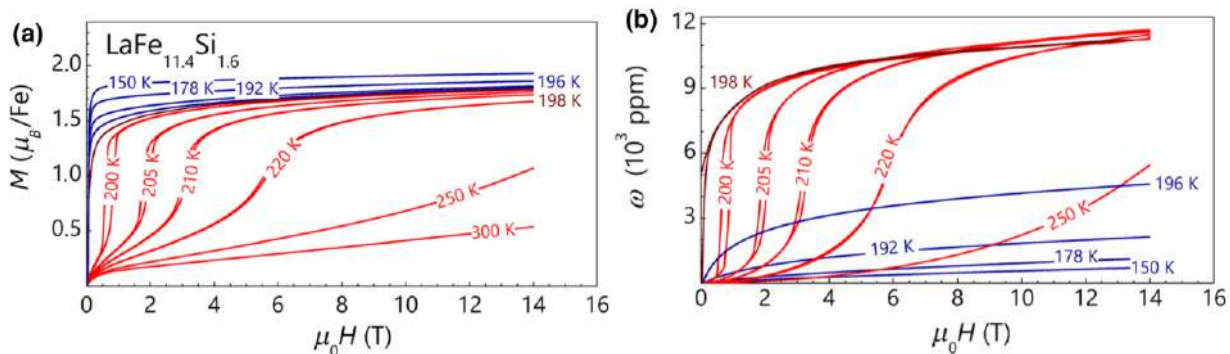 (a)
LaFe11.4Si1.6
M (μB/Fe)
2.0
1.5
1.0
0.5
150 K
178 K
192 K
196 K
198 K
200 K
205 K
210 K
220 K
250 K
300 K
0 2 4 6 8 10 12 14 16
μ0H (T)
(b)
ω (10³ ppm)
12
9
6
3
198 K
200 K
205 K
210 K
220 K
196 K
250 K
192 K
178 K
150 K
0 2 4 6 8 10 12 14 16
μ0H (T)